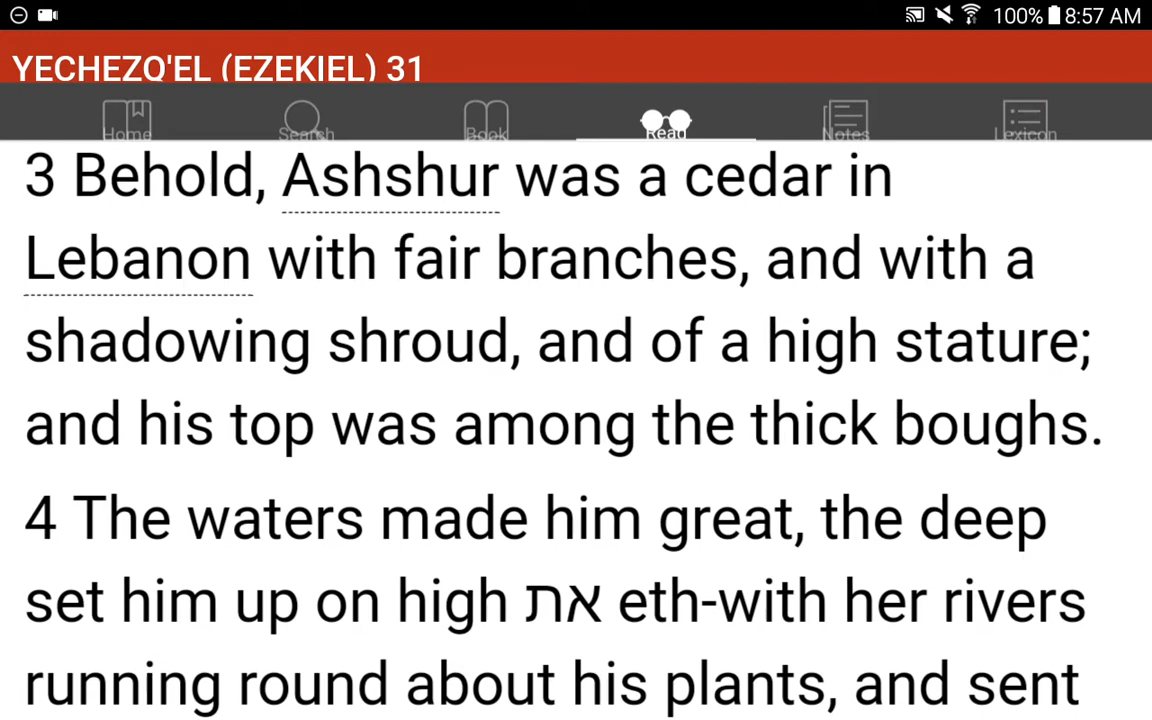 100% 8:57 AM
YECHEZQ'EL (EZEKIEL) 31
Home Search Book Read Notes Lexicon
3 Behold, Ashshur was a cedar in
Lebanon with fair branches, and with a
shadowing shroud, and of a high stature;
and his top was among the thick boughs.
4 The waters made him great, the deep
set him up on high את eth-with her rivers
running round about his plants, and sent